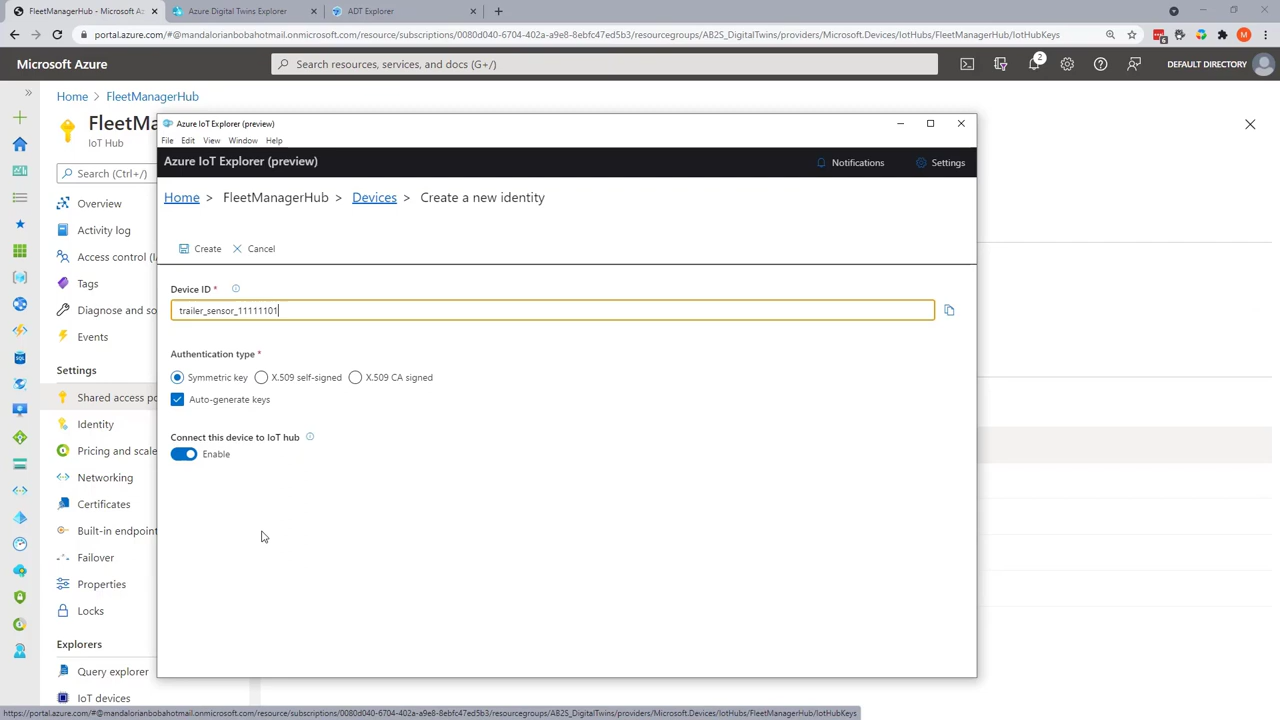 FleetManagerHub - Microsoft A
Azure Digital Twins Explorer
ADT Explorer
portal.azure.com/#@mandalorianbobahotmail.onmicrosoft.com/resource/subscriptions/0080d040-6704-402a-a9e8-8ebfc47ed5b3/resourcegroups/AB2S_DigitalTwins/providers/Microsoft.Devices/IotHubs/FleetManagerHub/IotHubKeys
6
M
Microsoft Azure
Search resources, services, and docs (G+/)
2
DEFAULT DIRECTORY
Home > FleetManagerHub
FleetMa
IoT Hub
Search (Ctrl+/)
Overview
Activity log
Access control (IA
Tags
Diagnose and so
Events
Settings
Shared access po
Identity
Pricing and scale
Networking
Certificates
Built-in endpoint
Failover
Properties
Locks
Explorers
Query explorer
IoT devices
Azure IoT Explorer (preview)
File Edit View Window Help
Azure IoT Explorer (preview)
Notifications
Settings
Home > FleetManagerHub > Devices > Create a new identity
Create
Cancel
Device ID *
trailer_sensor_11111101
Authentication type *
Symmetric key
X.509 self-signed
X.509 CA signed
Auto-generate keys
Connect this device to IoT hub
Enable
https://portal.azure.com/#@mandalorianbobahotmail.onmicrosoft.com/resource/subscriptions/0080d040-6704-402a-a9e8-8ebfc47ed5b3/resourcegroups/AB2S_DigitalTwins/providers/Microsoft.Devices/IotHubs/FleetManagerHub/IotHubKeys